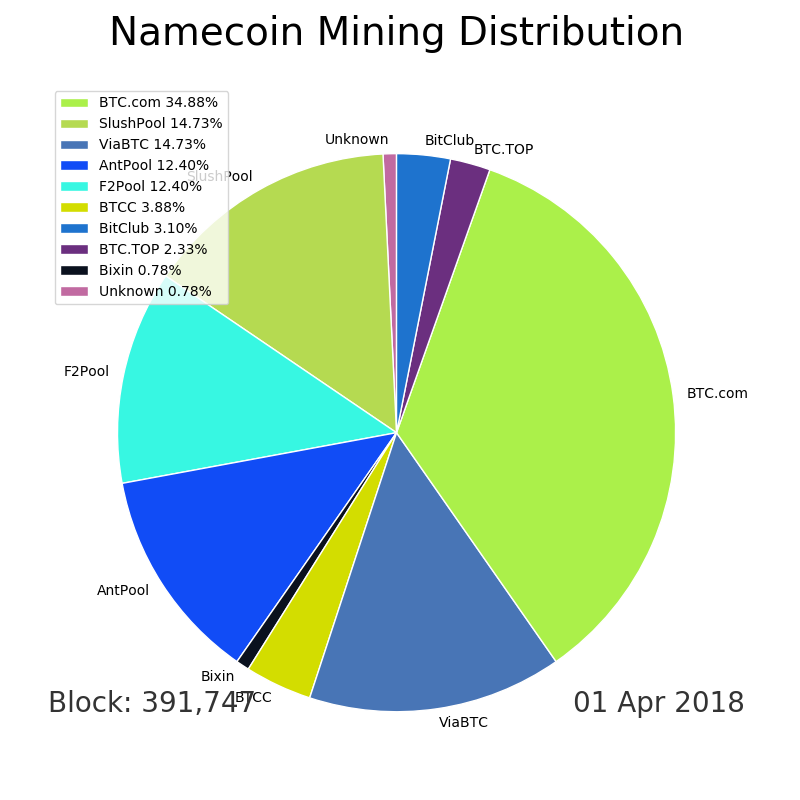 Namecoin Mining Distribution
BTC.com 34.88%
SlushPool 14.73%
ViaBTC 14.73%
AntPool 12.40%
F2Pool 12.40%
BTCC 3.88%
BitClub 3.10%
BTC.TOP 2.33%
Bixin 0.78%
Unknown 0.78%
Unknown
BitClub
BTC.TOP
SlushPool
F2Pool
BTC.com
AntPool
Bixin
BTCC
ViaBTC
Block: 391,747
01 Apr 2018